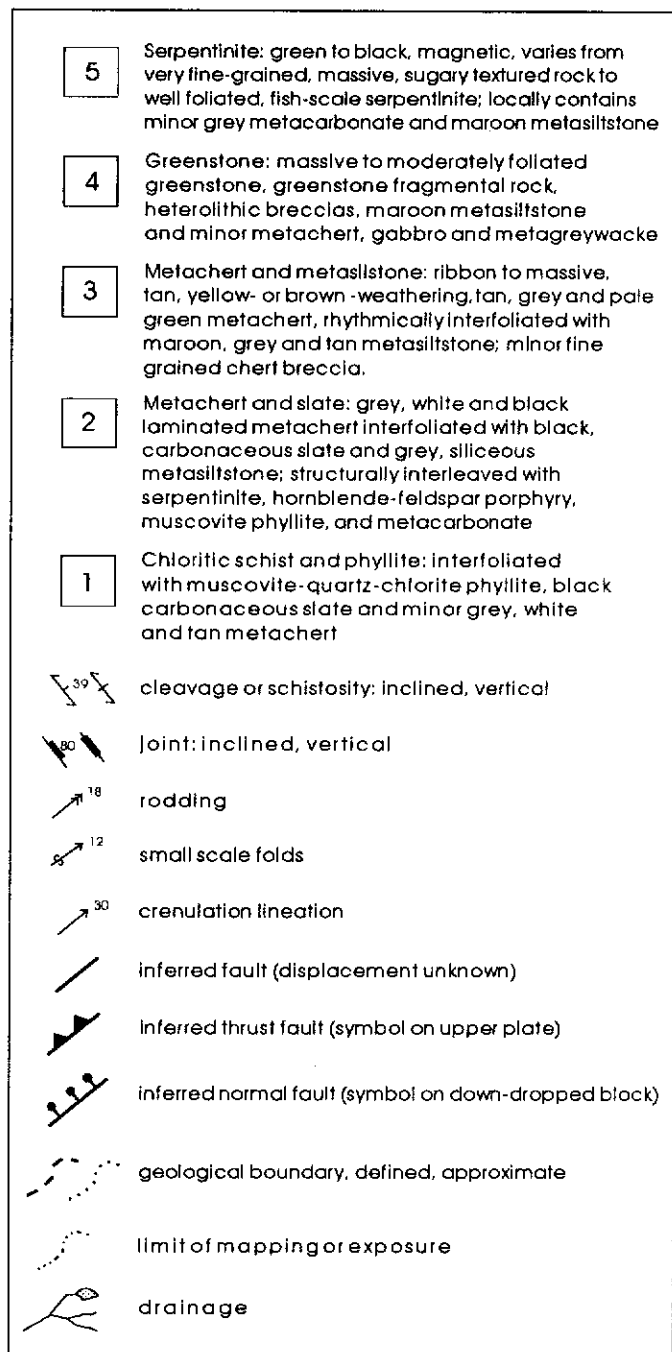 5
Serpentinite: green to black, magnetic, varies from
very fine-grained, massive, sugary textured rock to
well foliated, fish-scale serpentinite; locally contains
minor grey metacarbonate and maroon metasiltstone
4
Greenstone: massive to moderately foliated
greenstone, greenstone fragmental rock,
heterolithic breccias, maroon metasiltstone
and minor metachert, gabbro and metagreywacke
3
Metachert and metasilstone: ribbon to massive,
tan, yellow- or brown -weathering, tan, grey and pale
green metachert, rhythmically interfoliated with
maroon, grey and tan metasiltstone; minor fine
grained chert breccia.
2
Metachert and slate: grey, white and black
laminated metachert interfoliated with black,
carbonaceous slate and grey, siliceous
metasiltstone; structurally interleaved with
serpentinite, hornblende-feldspar porphyry,
muscovite phyllite, and metacarbonate
1
Chloritic schist and phyllite: interfoliated
with muscovite-quartz-chlorite phyllite, black
carbonaceous slate and minor grey, white
and tan metachert
39 cleavage or schistosity: inclined, vertical
80 Joint: inclined, vertical
18 rodding
12 small scale folds
30 crenulation lineation
inferred fault (displacement unknown)
inferred thrust fault (symbol on upper plate)
inferred normal fault (symbol on down-dropped block)
geological boundary, defined, approximate
limit of mapping or exposure
drainage